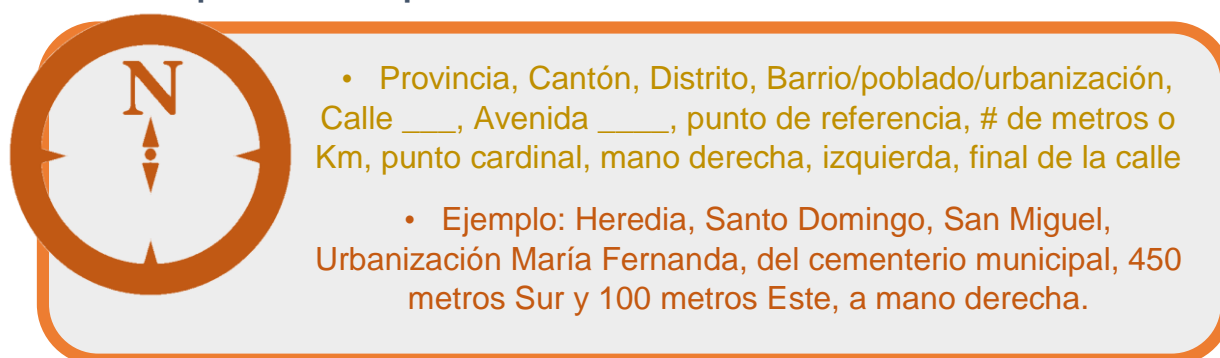 N
• Provincia, Cantón, Distrito, Barrio/poblado/urbanización,
Calle ___, Avenida ____, punto de referencia, # de metros o
Km, punto cardinal, mano derecha, izquierda, final de la calle
• Ejemplo: Heredia, Santo Domingo, San Miguel,
Urbanización María Fernanda, del cementerio municipal, 450
metros Sur y 100 metros Este, a mano derecha.